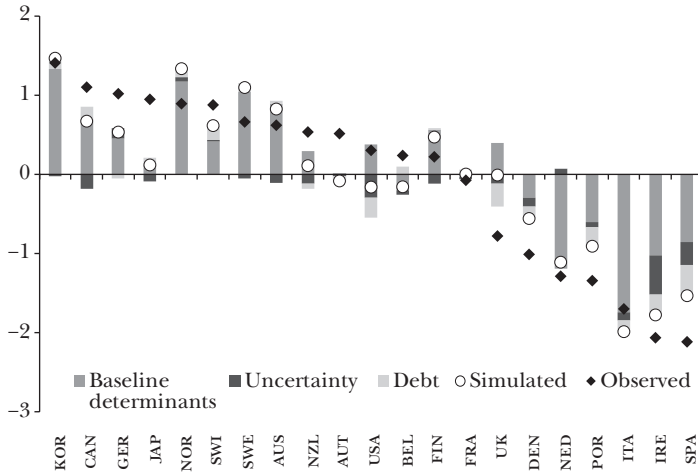 2
1
0
−1
−2
−3
Baseline determinants
Uncertainty
Debt
Simulated
Observed
KOR
CAN
GER
JAP
NOR
SWI
SWE
AUS
NZL
AUT
USA
BEL
FIN
FRA
UK
DEN
NED
POR
ITA
IRE
SPA